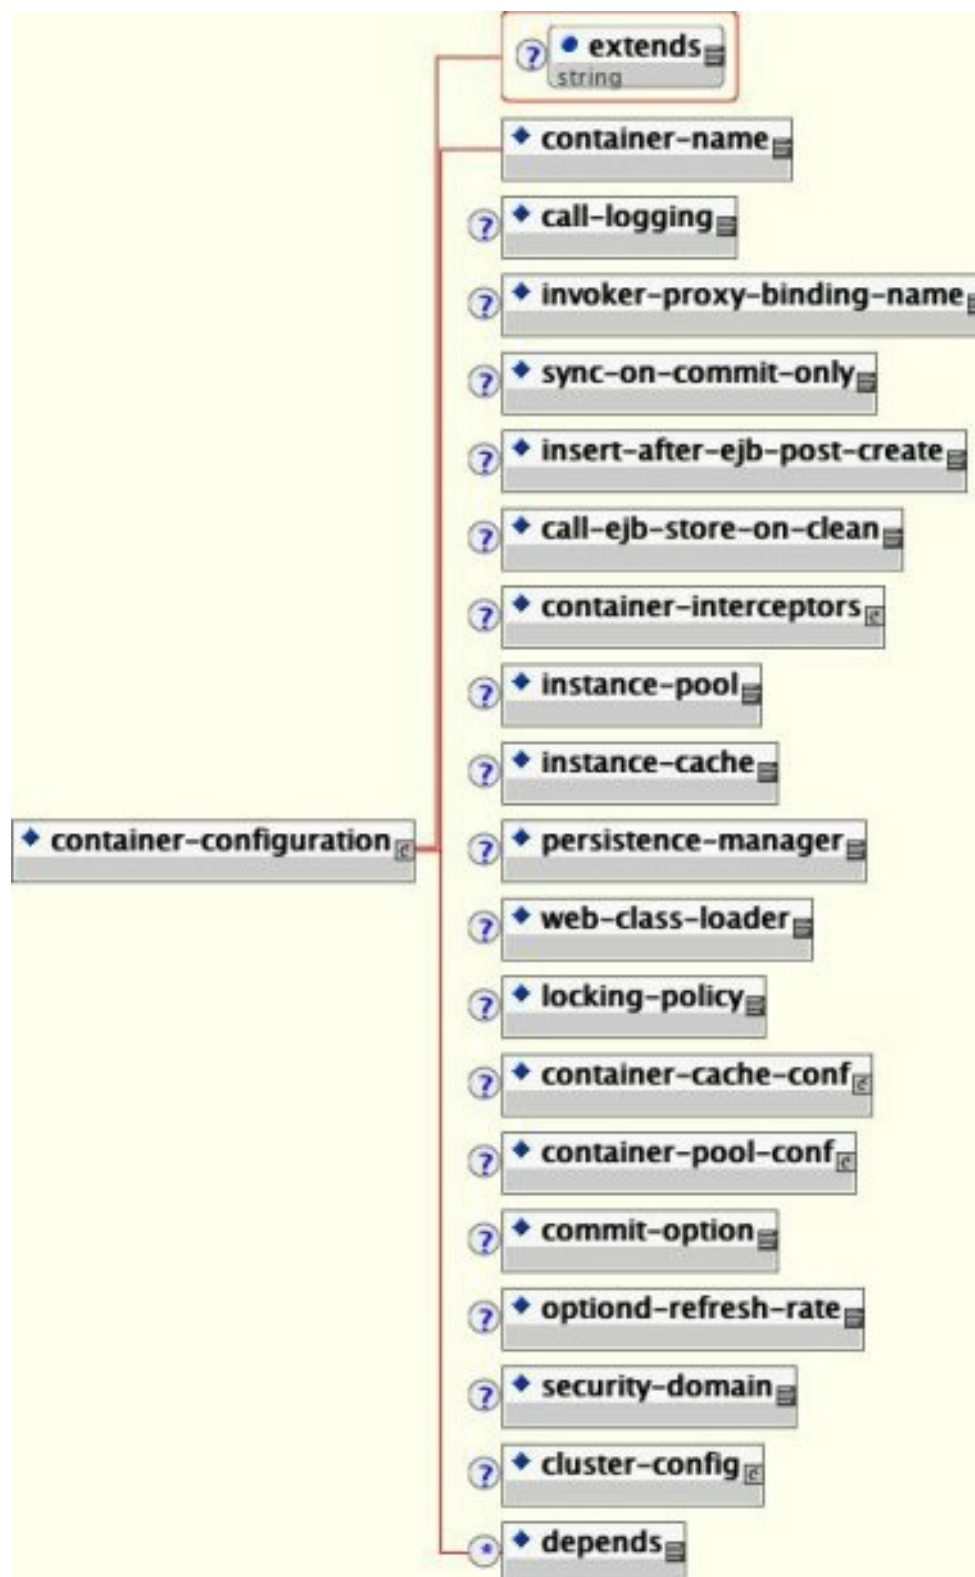 ? extends
string
container-name
? call-logging
? invoker-proxy-binding-name
? sync-on-commit-only
? insert-after-ejb-post-create
? call-ejb-store-on-clean
? container-interceptors
? instance-pool
? instance-cache
container-configuration
? persistence-manager
? web-class-loader
? locking-policy
? container-cache-conf
? container-pool-conf
? commit-option
? optiond-refresh-rate
? security-domain
? cluster-config
* depends